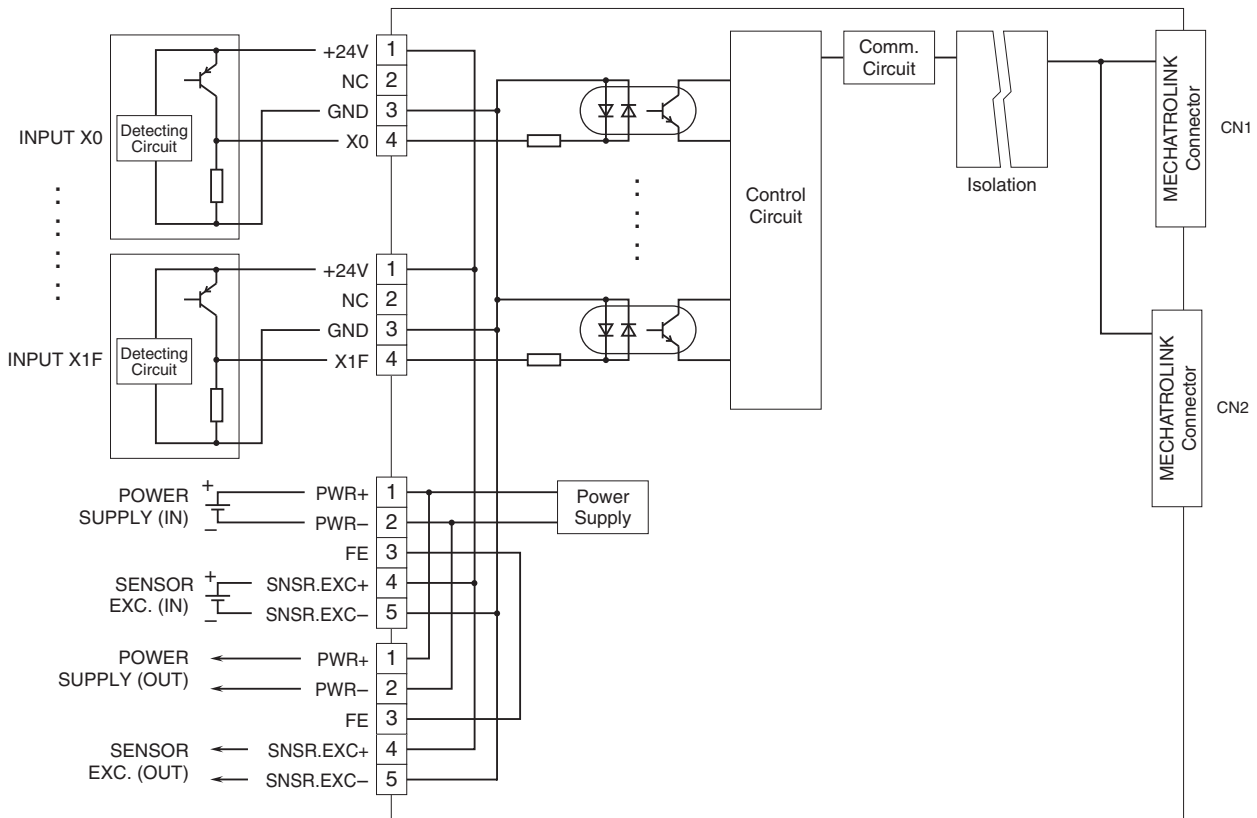 INPUT X0
Detecting
Circuit
+24V 1
NC 2
GND 3
X0 4
INPUT X1F
Detecting
Circuit
+24V 1
NC 2
GND 3
X1F 4
Control
Circuit
Comm.
Circuit
Isolation
MECHATROLINK
Connector
CN1
MECHATROLINK
Connector
CN2
POWER
SUPPLY (IN)
+
–
PWR+ 1
PWR– 2
FE 3
SENSOR
EXC. (IN)
+
–
SNSR.EXC+ 4
SNSR.EXC– 5
Power
Supply
POWER
SUPPLY (OUT)
PWR+ 1
PWR– 2
FE 3
SENSOR
EXC. (OUT)
SNSR.EXC+ 4
SNSR.EXC– 5